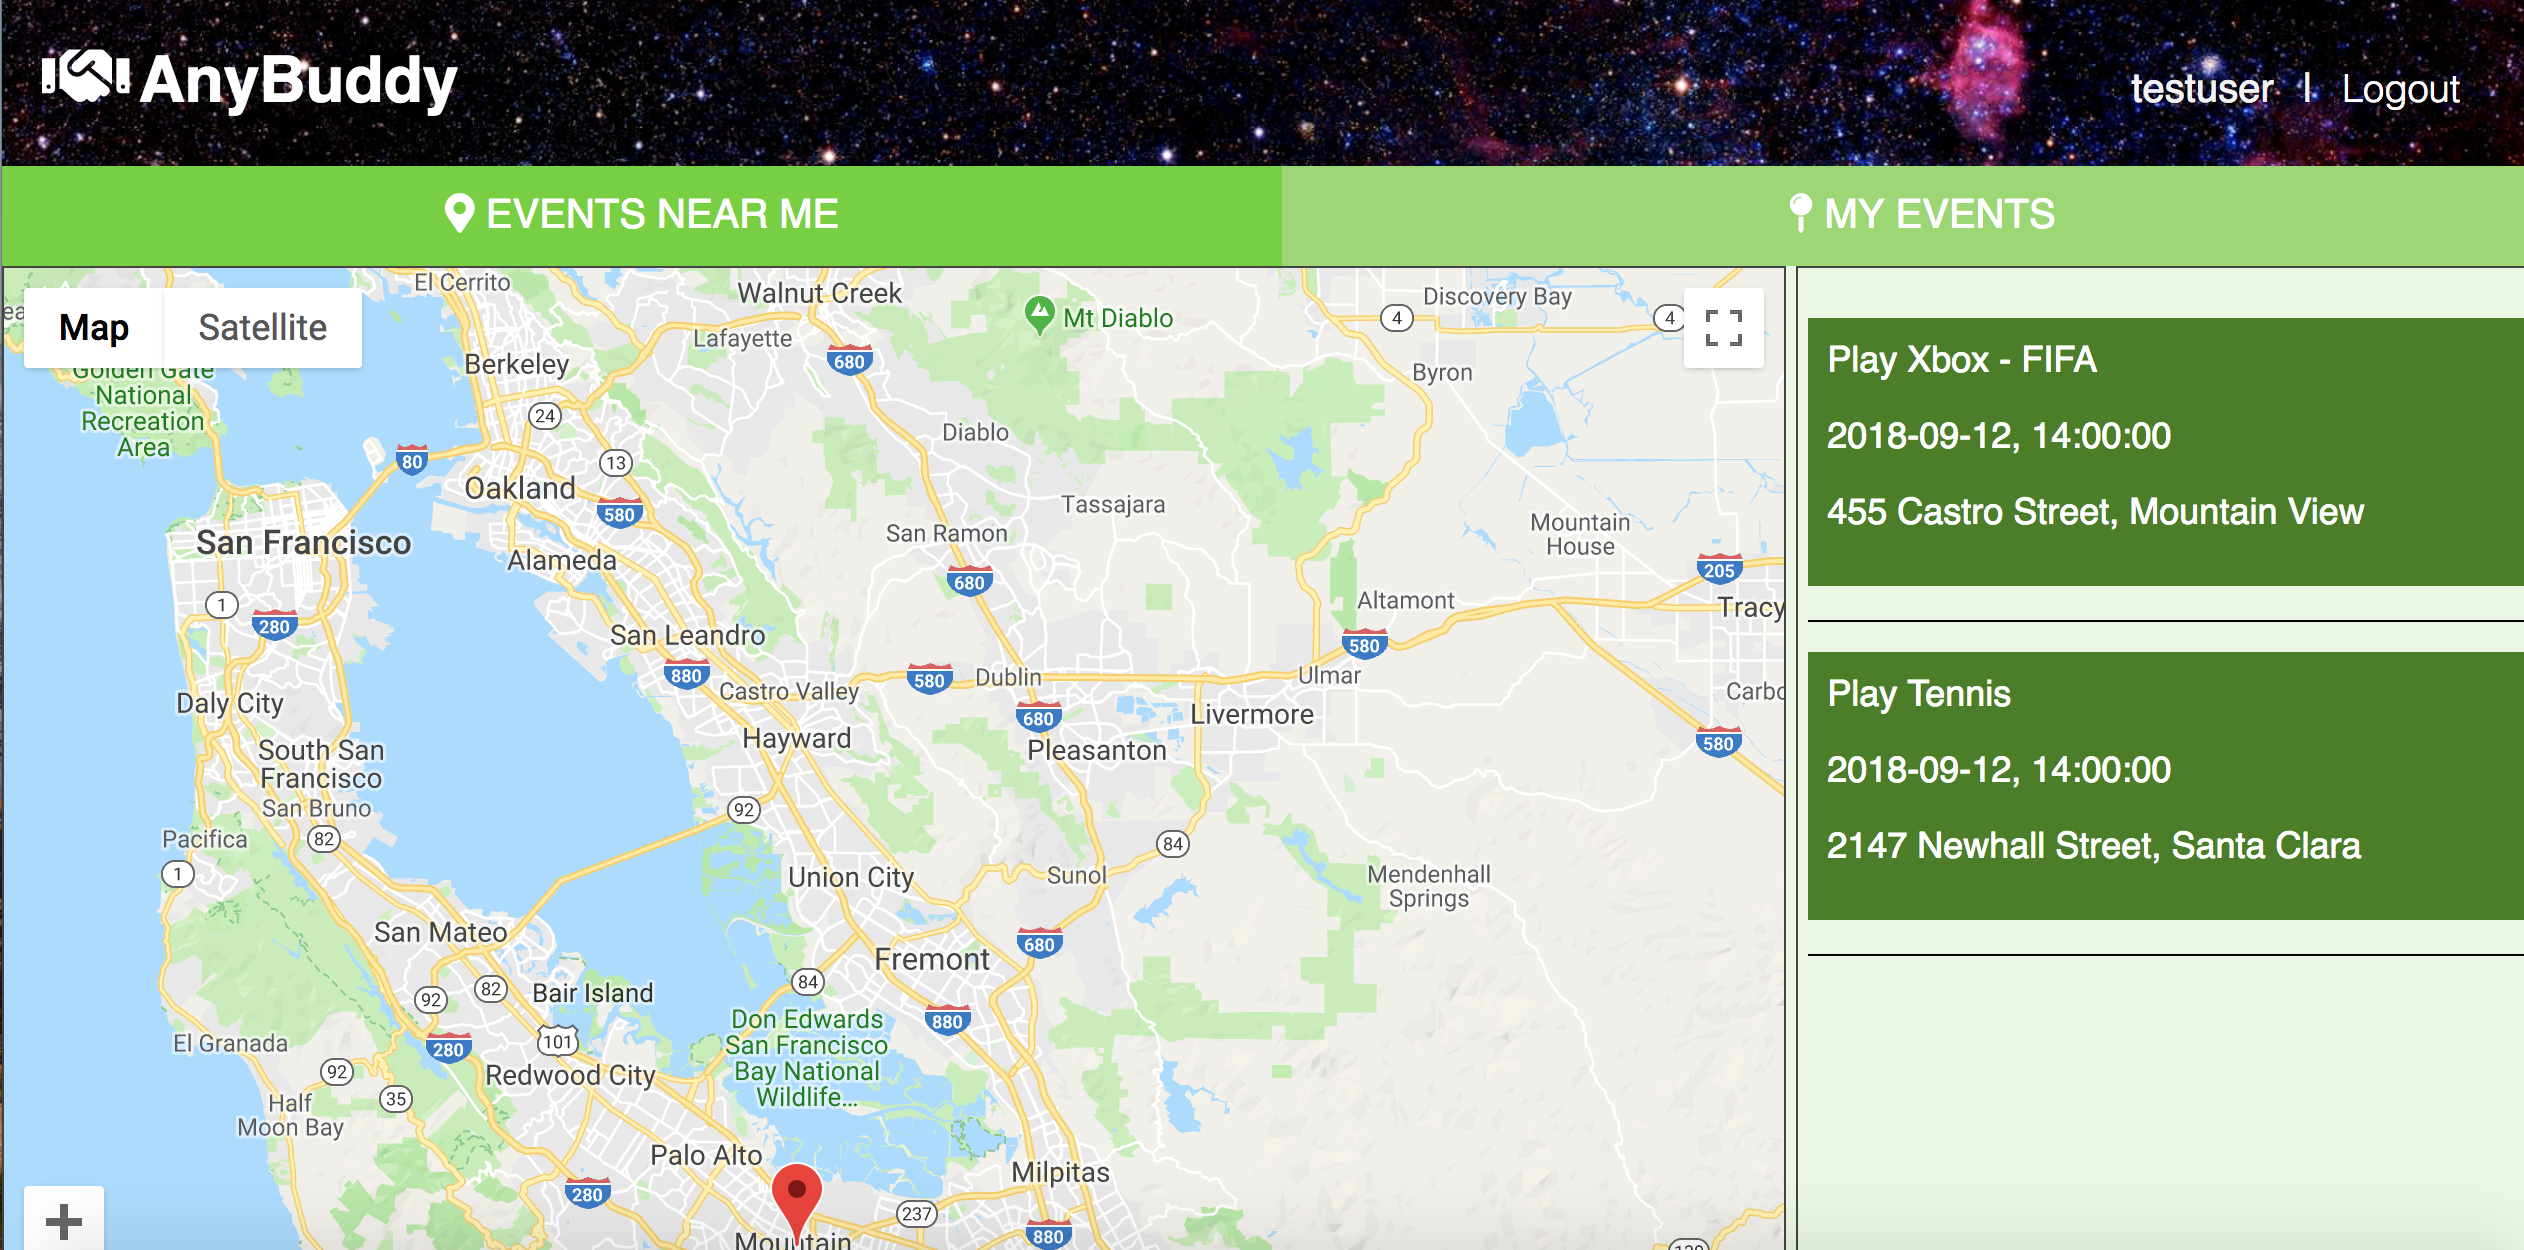 AnyBuddy
testuser | Logout
EVENTS NEAR ME
MY EVENTS
Map
Satellite
El Cerrito
Walnut Creek
Mt Diablo
Discovery Bay
4
4
Lafayette
680
Berkeley
Byron
Golden Gate
National
Recreation
Area
24
Diablo
80
13
Oakland
580
Tassajara
San Ramon
Mountain
House
San Francisco
Alameda
680
205
1
280
Altamont
Tracy
San Leandro
580
880
Castro Valley
580
Dublin
Ulmar
Daly City
680
Livermore
Hayward
Pleasanton
580
South San
Francisco
San Bruno
92
Pacifica
82
84
1
Union City
Sunol
Mendenhall
Springs
San Mateo
680
Fremont
92
82
Bair Island
84
880
Don Edwards
San Francisco
Bay National
Wildlife...
El Granada
280
101
92
Redwood City
35
Half
Moon Bay
Palo Alto
Milpitas
280
237
880
Mountain
+
Play Xbox - FIFA
2018-09-12, 14:00:00
455 Castro Street, Mountain View
Play Tennis
2018-09-12, 14:00:00
2147 Newhall Street, Santa Clara